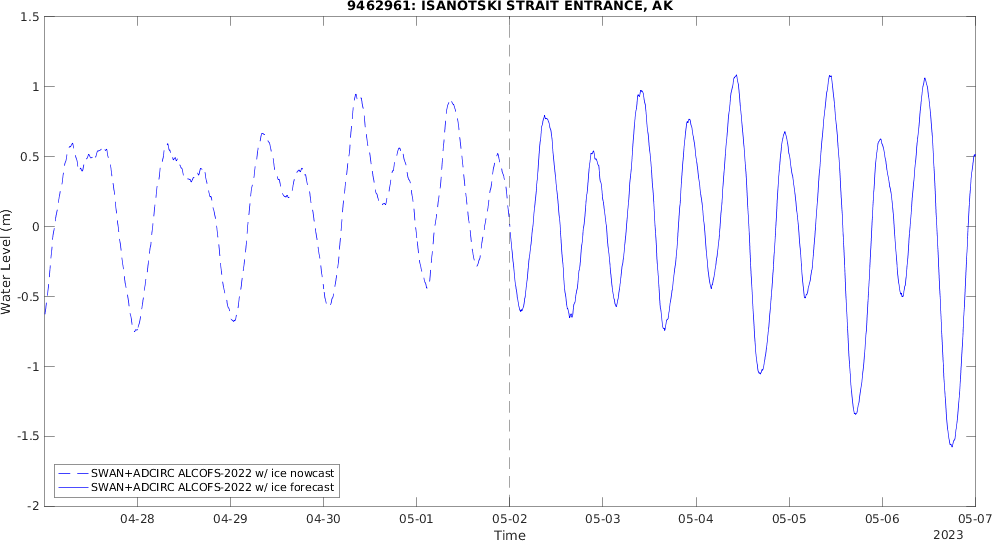 9462961: ISANOTSKI STRAIT ENTRANCE, AK
1.5
1
0.5
0
-0.5
-1
-1.5
-2
Water Level (m)
SWAN+ADCIRC ALCOFS-2022 w/ ice nowcast
SWAN+ADCIRC ALCOFS-2022 w/ ice forecast
04-28 04-29 04-30 05-01 05-02 05-03 05-04 05-05 05-06 05-07
Time
2023